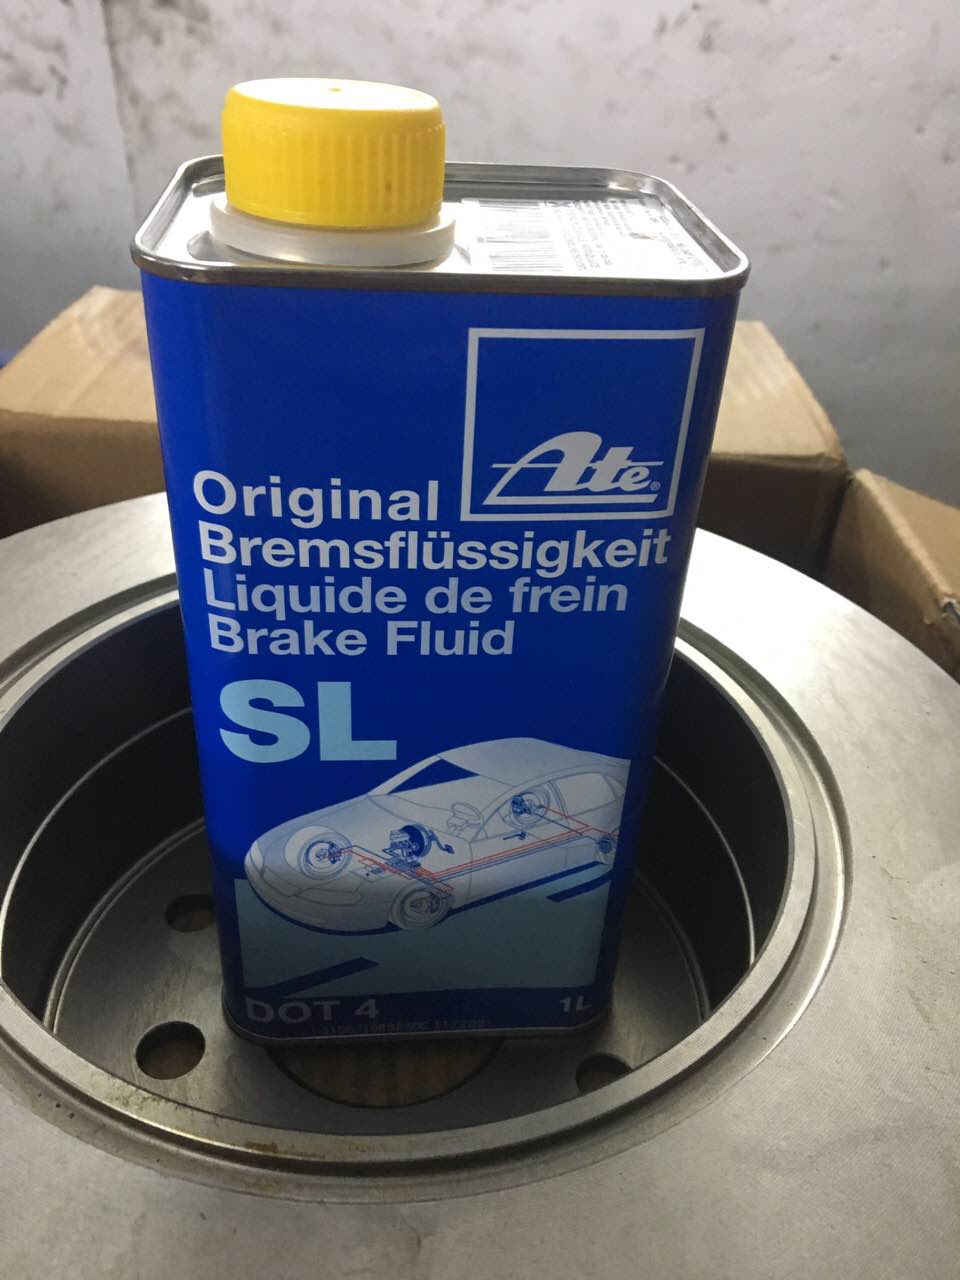 Ate®
Original
Bremsflüssigkeit
Liquide de frein
Brake Fluid
SL
DOT 4
1L